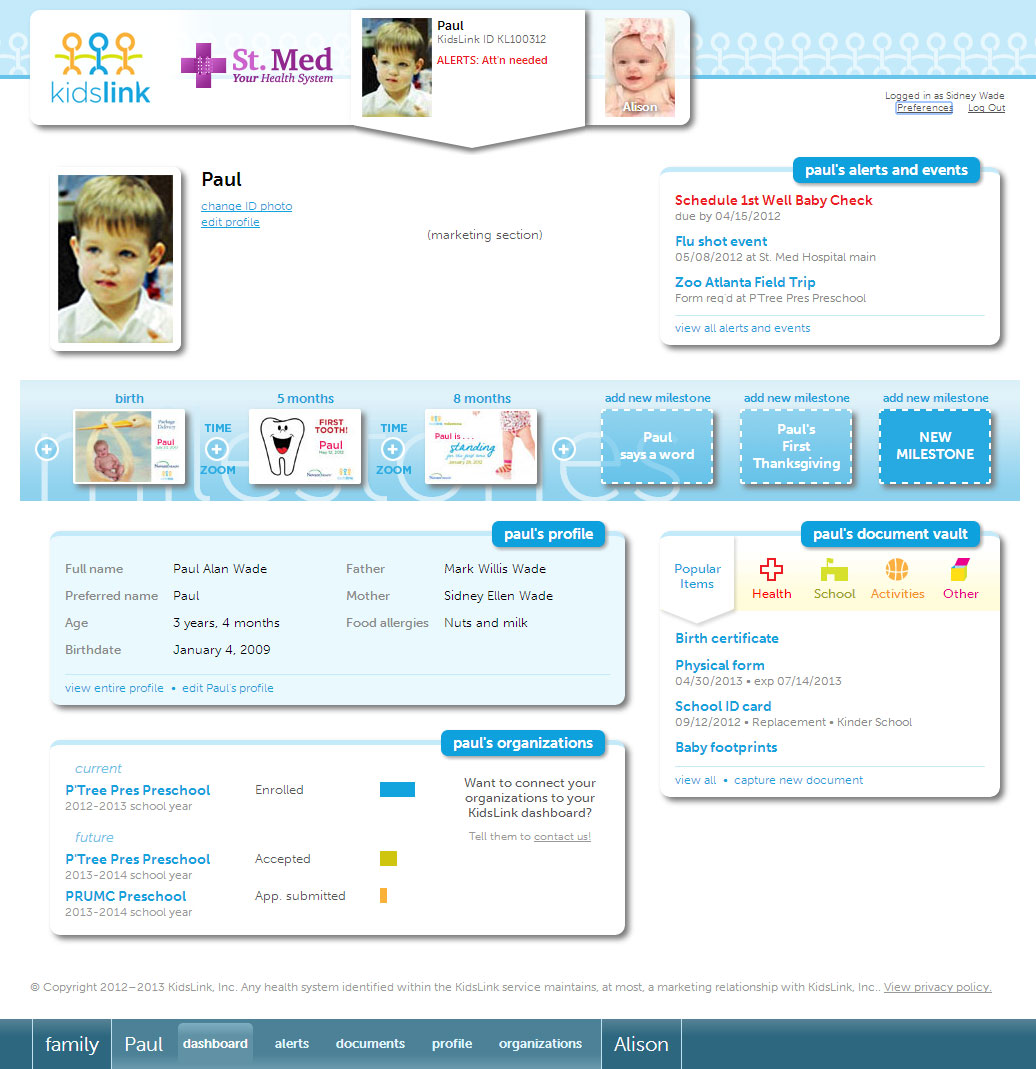 kidslink
St. Med
Your Health System
Paul
KidsLink ID KL100312
ALERTS: Att'n needed
Alison
Logged in as Sidney Wade
Preferences Log Out
Paul
change ID photo
edit profile
(marketing section)
paul's alerts and events
Schedule 1st Well Baby Check
due by 04/15/2012
Flu shot event
05/08/2012 at St. Med Hospital main
Zoo Atlanta Field Trip
Form req'd at P'Tree Pres Preschool
view all alerts and events
milestones
birth
Package
Delivery
Paul
TIME
ZOOM
5 months
FIRST
TOOTH!
Paul
May 12, 2012
TIME
ZOOM
8 months
Paul is . . .
standing
January 28, 2012
add new milestone
Paul
says a word
add new milestone
Paul's
First
Thanksgiving
add new milestone
NEW
MILESTONE
paul's profile
Full name Paul Alan Wade
Preferred name Paul
Age 3 years, 4 months
Birthdate January 4, 2009
Father Mark Willis Wade
Mother Sidney Ellen Wade
Food allergies Nuts and milk
view entire profile • edit Paul's profile
paul's document vault
Popular
Items
Health
School
Activities
Other
Birth certificate
Physical form
04/30/2013 • exp 07/14/2013
School ID card
09/12/2012 • Replacement • Kinder School
Baby footprints
view all • capture new document
paul's organizations
current
P'Tree Pres Preschool Enrolled
2012-2013 school year
future
P'Tree Pres Preschool Accepted
2013-2014 school year
PRUMC Preschool App. submitted
2013-2014 school year
Want to connect your
organizations to your
KidsLink dashboard?
Tell them to contact us!
© Copyright 2012–2013 KidsLink, Inc. Any health system identified within the KidsLink service maintains, at most, a marketing relationship with KidsLink, Inc.. View privacy policy.
family Paul dashboard alerts documents profile organizations Alison